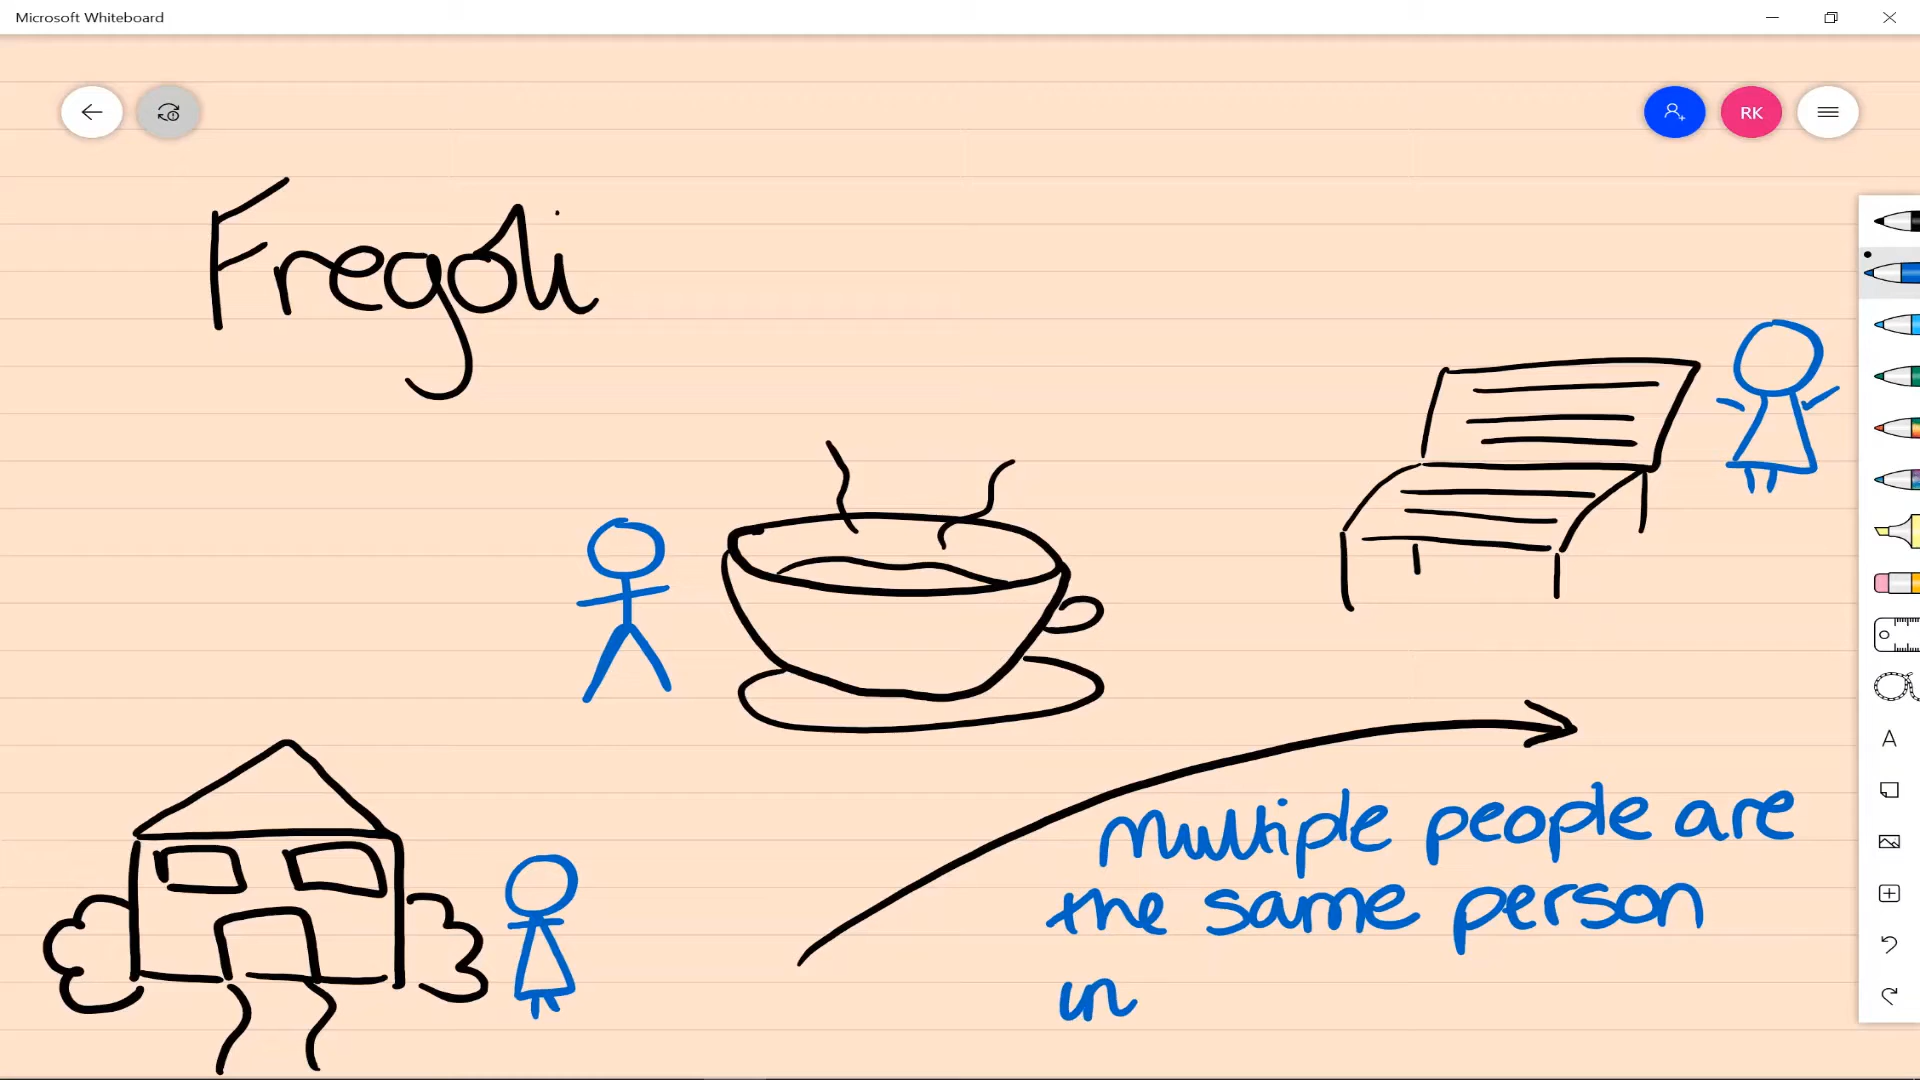 Microsoft Whiteboard
RK
Fregoli
Multiple people are
the same person
in
A